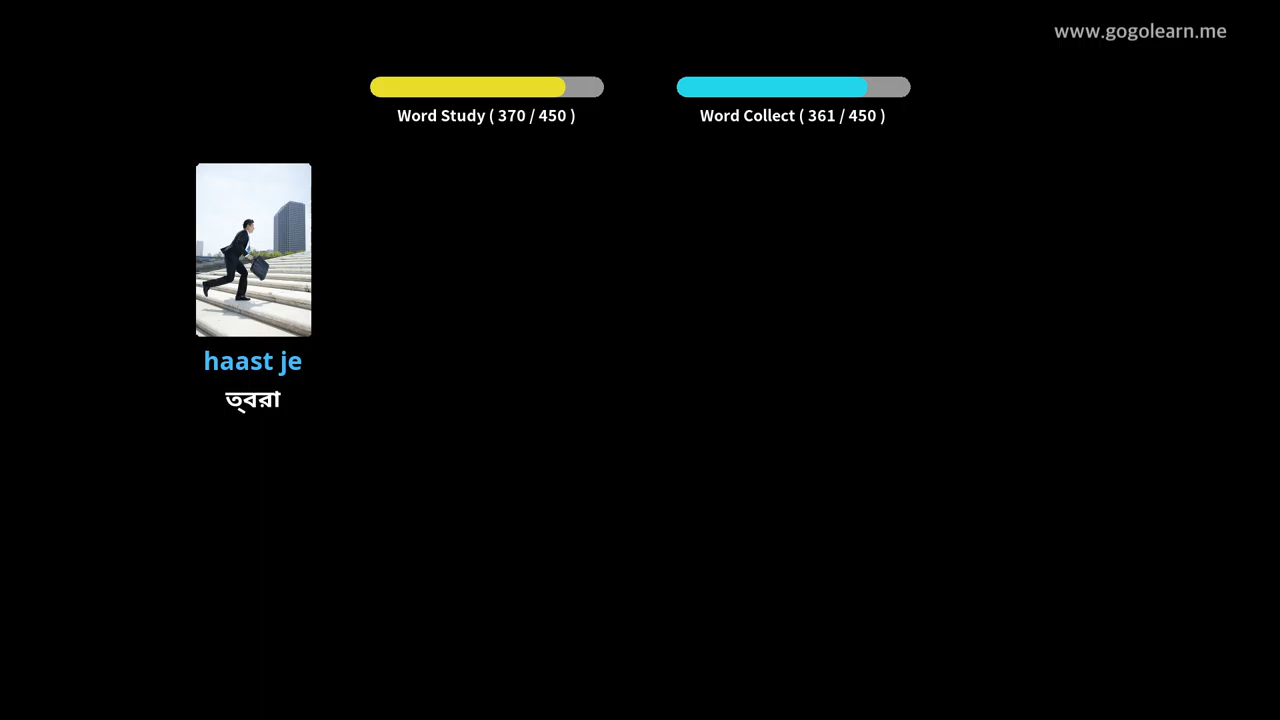 www.gogolearn.me
Word Study ( 370 / 450 )
Word Collect ( 361 / 450 )
haast je
ত্বরা